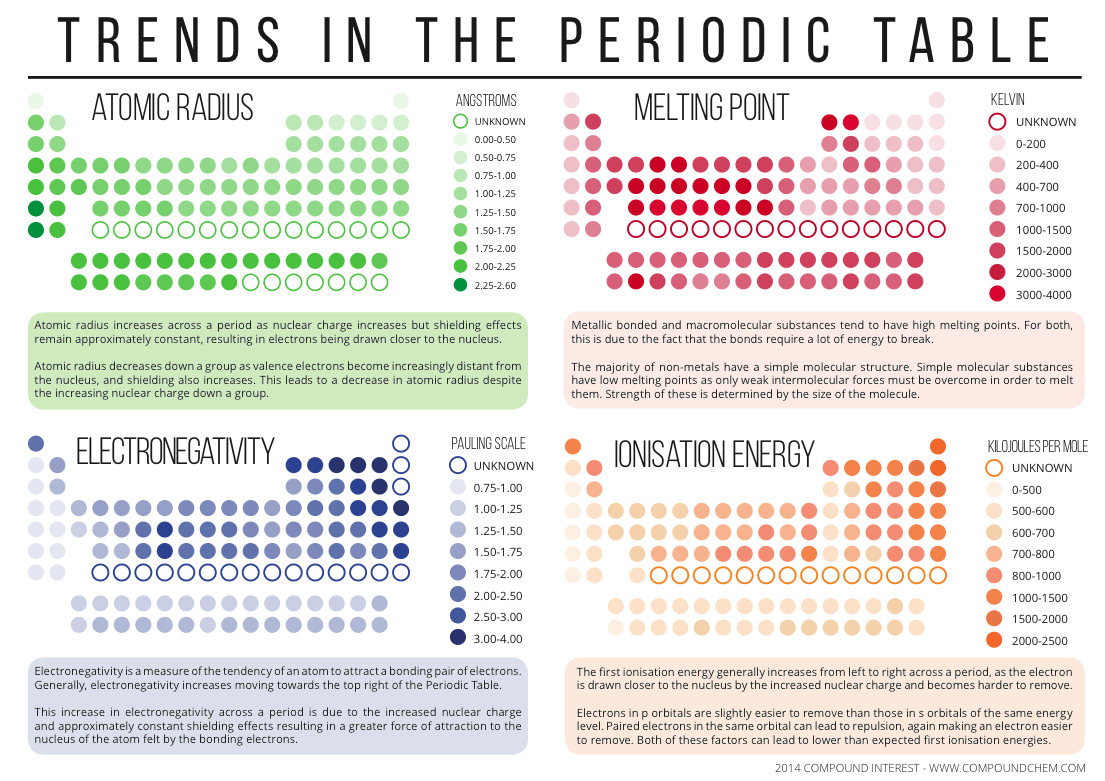 TRENDS IN THE PERIODIC TABLE
ATOMIC RADIUS
ANGSTROMS
UNKNOWN
0.00-0.50
0.50-0.75
0.75-1.00
1.00-1.25
1.25-1.50
1.50-1.75
1.75-2.00
2.00-2.25
2.25-2.60
Atomic radius increases across a period as nuclear charge increases but shielding effects
remain approximately constant, resulting in electrons being drawn closer to the nucleus.
Atomic radius decreases down a group as valence electrons become increasingly distant from
the nucleus, and shielding also increases. This leads to a decrease in atomic radius despite
the increasing nuclear charge down a group.
MELTING POINT
KELVIN
UNKNOWN
0-200
200-400
400-700
700-1000
1000-1500
1500-2000
2000-3000
3000-4000
Metallic bonded and macromolecular substances tend to have high melting points. For both,
this is due to the fact that the bonds require a lot of energy to break.
The majority of non-metals have a simple molecular structure. Simple molecular substances
have low melting points as only weak intermolecular forces must be overcome in order to melt
them. Strength of these is determined by the size of the molecule.
ELECTRONEGATIVITY
PAULING SCALE
UNKNOWN
0.75-1.00
1.00-1.25
1.25-1.50
1.50-1.75
1.75-2.00
2.00-2.50
2.50-3.00
3.00-4.00
Electronegativity is a measure of the tendency of an atom to attract a bonding pair of electrons.
Generally, electronegativity increases moving towards the top right of the Periodic Table.
This increase in electronegativity across a period is due to the increased nuclear charge
and approximately constant shielding effects resulting in a greater force of attraction to the
nucleus of the atom felt by the bonding electrons.
IONISATION ENERGY
KILOJOULES PER MOLE
UNKNOWN
0-500
500-600
600-700
700-800
800-1000
1000-1500
1500-2000
2000-2500
The first ionisation energy generally increases from left to right across a period, as the electron
is drawn closer to the nucleus by the increased nuclear charge and becomes harder to remove.
Electrons in p orbitals are slightly easier to remove than those in s orbitals of the same energy
level. Paired electrons in the same orbital can lead to repulsion, again making an electron easier
to remove. Both of these factors can lead to lower than expected first ionisation energies.
2014 COMPOUND INTEREST - WWW.COMPOUNDCHEM.COM